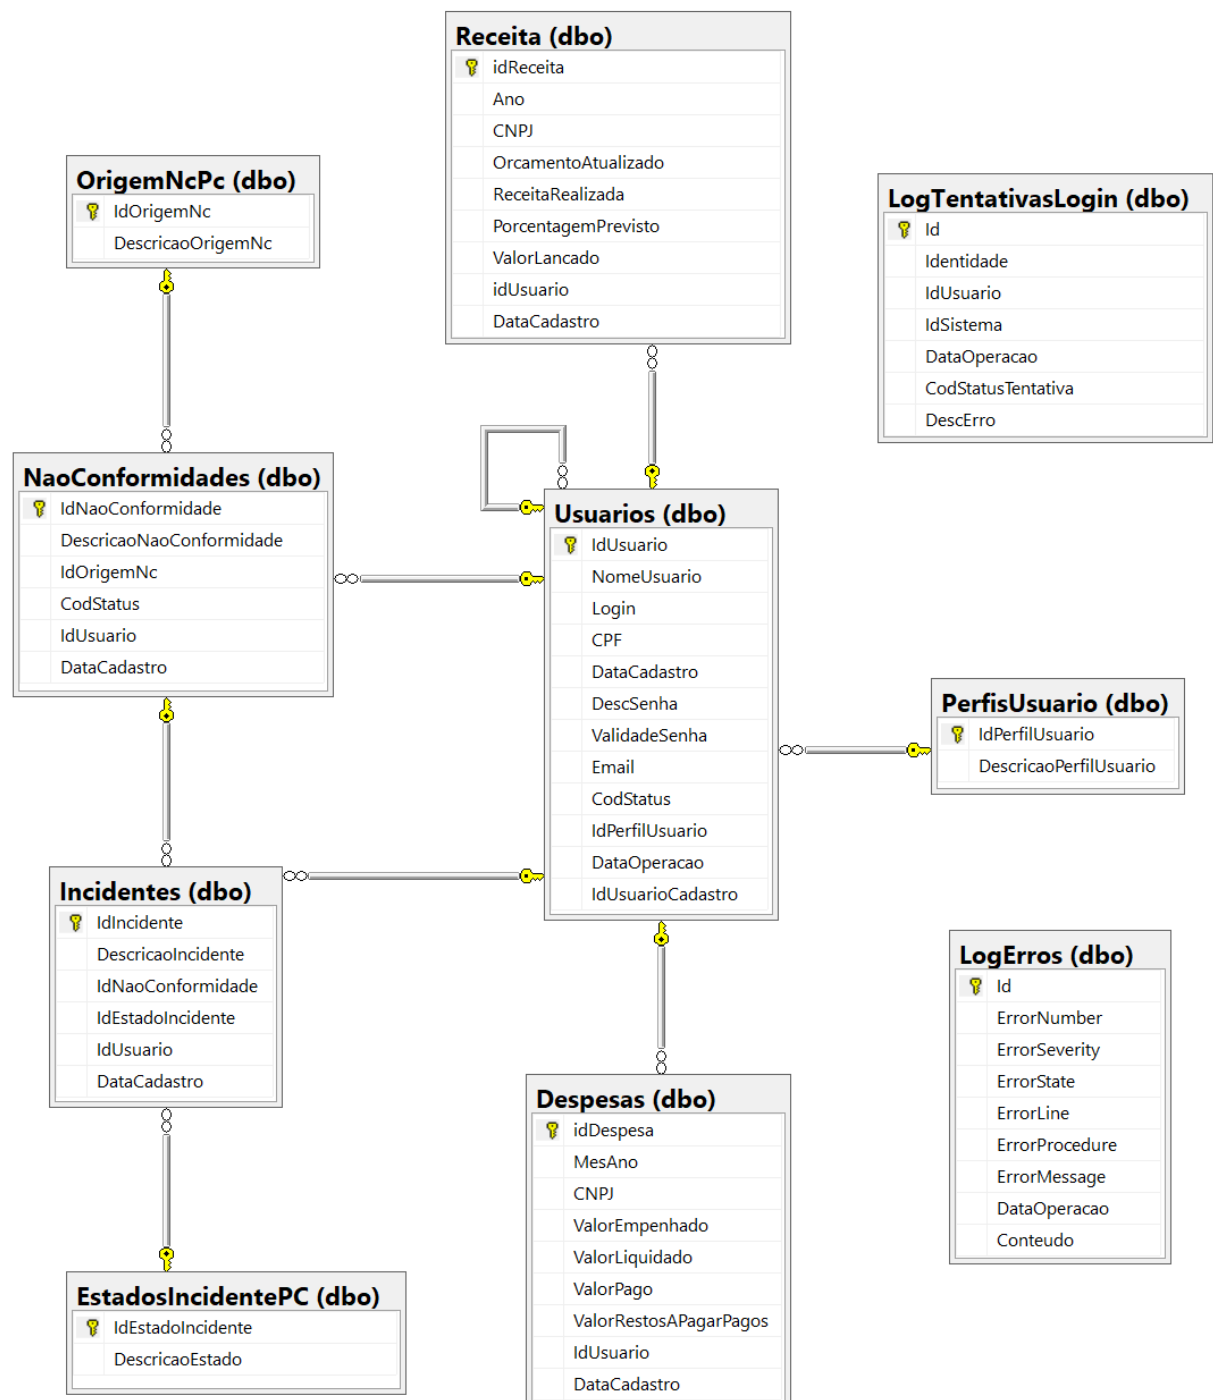 Receita (dbo)
idReceita
Ano
CNPJ
OrcamentoAtualizado
ReceitaRealizada
PorcentagemPrevisto
ValorLancado
idUsuario
DataCadastro
OrigemNcPc (dbo)
IdOrigemNc
DescricaoOrigemNc
LogTentativasLogin (dbo)
Id
Identidade
IdUsuario
IdSistema
DataOperacao
CodStatusTentativa
DescErro
NaoConformidades (dbo)
IdNaoConformidade
DescricaoNaoConformidade
IdOrigemNc
CodStatus
IdUsuario
DataCadastro
Usuarios (dbo)
IdUsuario
NomeUsuario
Login
CPF
DataCadastro
DescSenha
ValidadeSenha
Email
CodStatus
IdPerfilUsuario
DataOperacao
IdUsuarioCadastro
PerfisUsuario (dbo)
IdPerfilUsuario
DescricaoPerfilUsuario
Incidentes (dbo)
IdIncidente
DescricaoIncidente
IdNaoConformidade
IdEstadoIncidente
IdUsuario
DataCadastro
LogErros (dbo)
Id
ErrorNumber
ErrorSeverity
ErrorState
ErrorLine
ErrorProcedure
ErrorMessage
DataOperacao
Conteudo
Despesas (dbo)
idDespesa
MesAno
CNPJ
ValorEmpenhado
ValorLiquidado
ValorPago
ValorRestosAPagarPagos
IdUsuario
DataCadastro
EstadosIncidentePC (dbo)
IdEstadoIncidente
DescricaoEstado